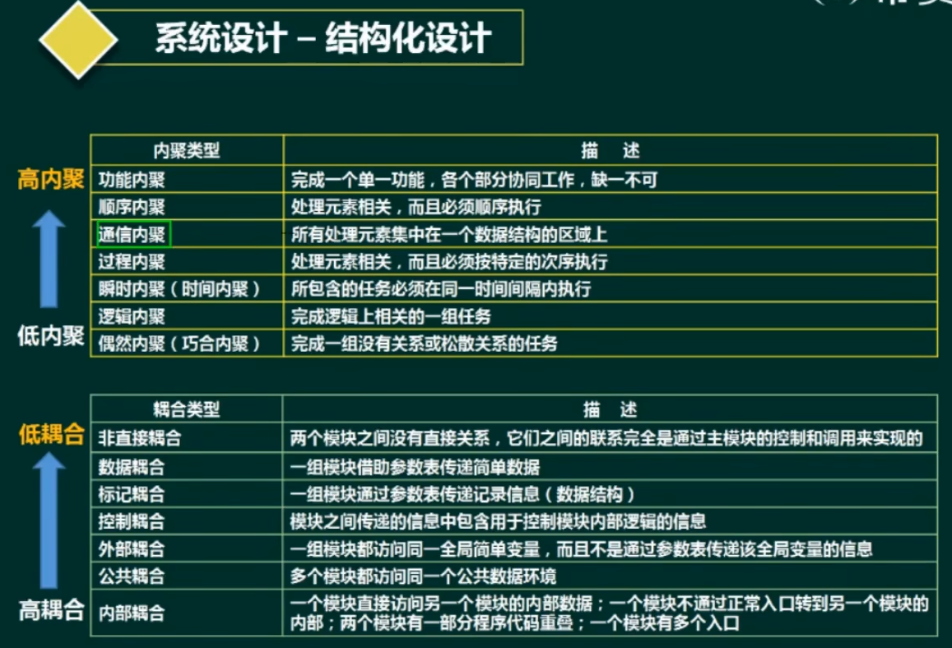 系统设计 – 结构化设计
内聚类型 描 述
高内聚 功能内聚 完成一个单一功能，各个部分协同工作，缺一不可
顺序内聚 处理元素相关，而且必须顺序执行
通信内聚 所有处理元素集中在一个数据结构的区域上
过程内聚 处理元素相关，而且必须按特定的次序执行
瞬时内聚（时间内聚） 所包含的任务必须在同一时间间隔内执行
逻辑内聚 完成逻辑上相关的一组任务
低内聚 偶然内聚（巧合内聚） 完成一组没有关系或松散关系的任务
耦合类型 描 述
低耦合 非直接耦合 两个模块之间没有直接关系，它们之间的联系完全是通过主模块的控制和调用来实现的
数据耦合 一组模块借助参数表传递简单数据
标记耦合 一组模块通过参数表传递记录信息（数据结构）
控制耦合 模块之间传递的信息中包含用于控制模块内部逻辑的信息
外部耦合 一组模块都访问同一全局简单变量，而且不是通过参数表传递该全局变量的信息
公共耦合 多个模块都访问同一个公共数据环境
高耦合 内部耦合 一个模块直接访问另一个模块的内部数据；一个模块不通过正常入口转到另一个模块的
内部；两个模块有一部分程序代码重叠；一个模块有多个入口